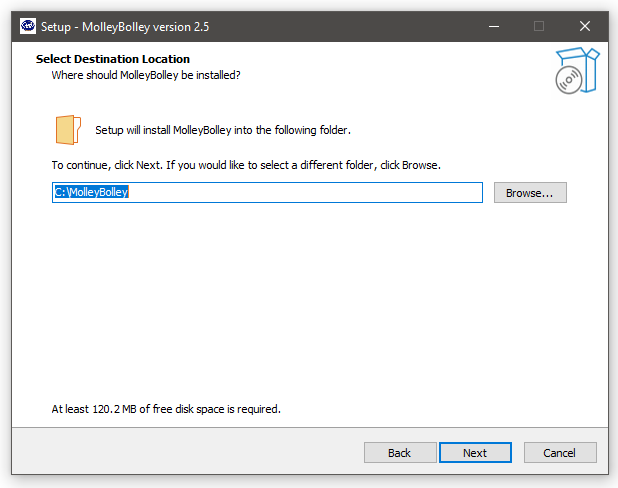 Setup - MolleyBolley version 2.5
Select Destination Location
Where should MolleyBolley be installed?
Setup will install MolleyBolley into the following folder.
To continue, click Next. If you would like to select a different folder, click Browse.
C:\MolleyBolley
Browse...
At least 120.2 MB of free disk space is required.
Back
Next
Cancel